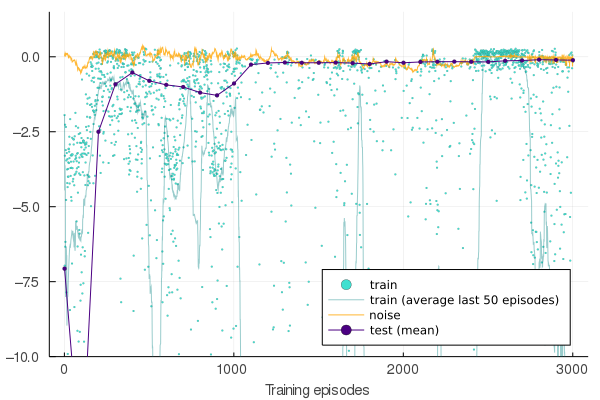 0.0
−2.5
−5.0
−7.5
−10.0
train
train (average last 50 episodes)
noise
test (mean)
0
1000
2000
3000
Training episodes